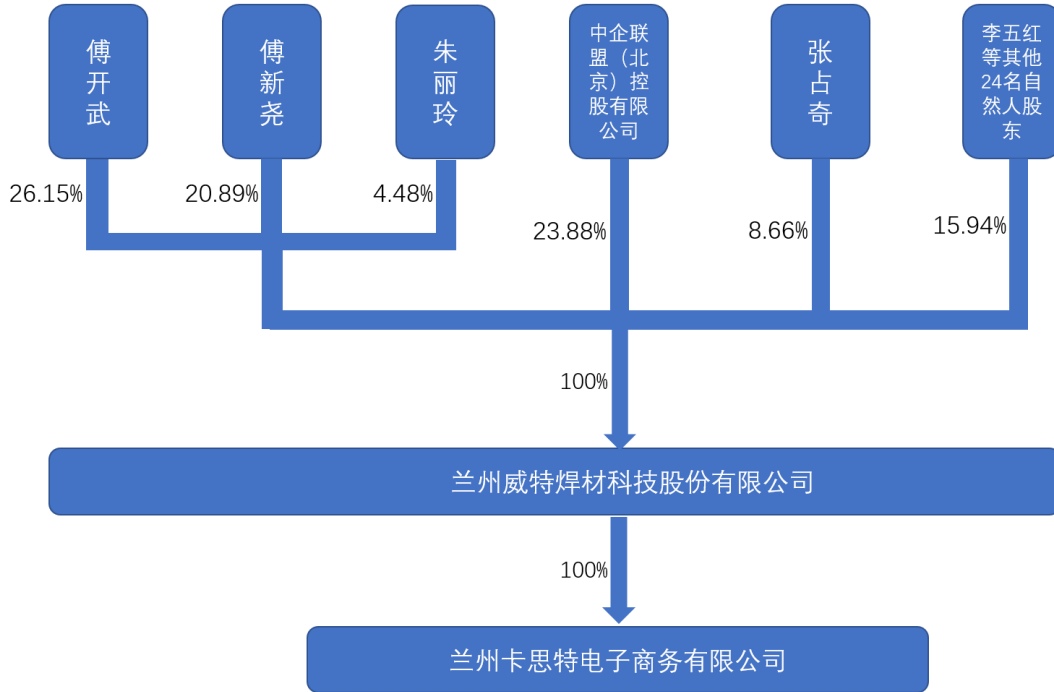 傅
开
武
傅
新
尧
朱
丽
玲
中企联
盟（北
京）控
股有限
公司
张
占
奇
李五红
等其他
24名自
然人股
东
26.15%
20.89%
4.48%
23.88%
8.66%
15.94%
100%
兰州威特焊材科技股份有限公司
100%
兰州卡思特电子商务有限公司